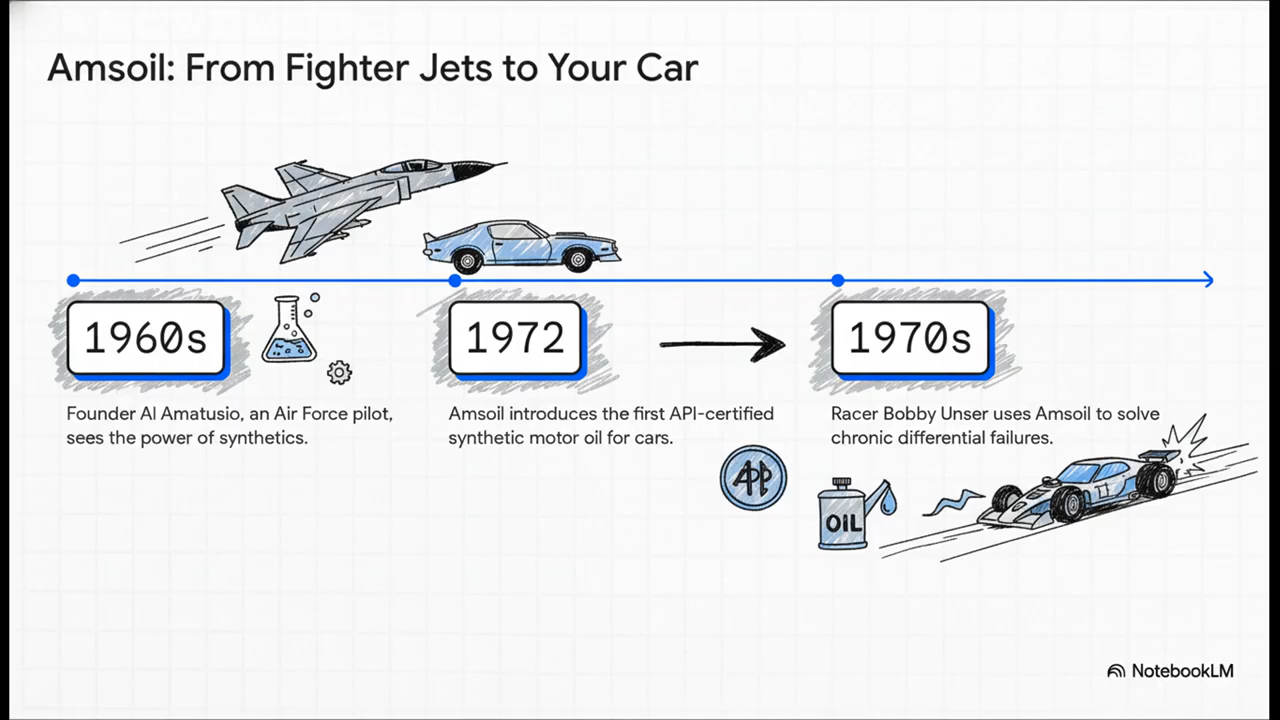 Amsoil: From Fighter Jets to Your Car
1960s
Founder Al Amatusio, an Air Force pilot,
sees the power of synthetics.
1972
Amsoil introduces the first API-certified
synthetic motor oil for cars.
1970s
Racer Bobby Unser uses Amsoil to solve
chronic differential failures.
OIL
NotebookLM